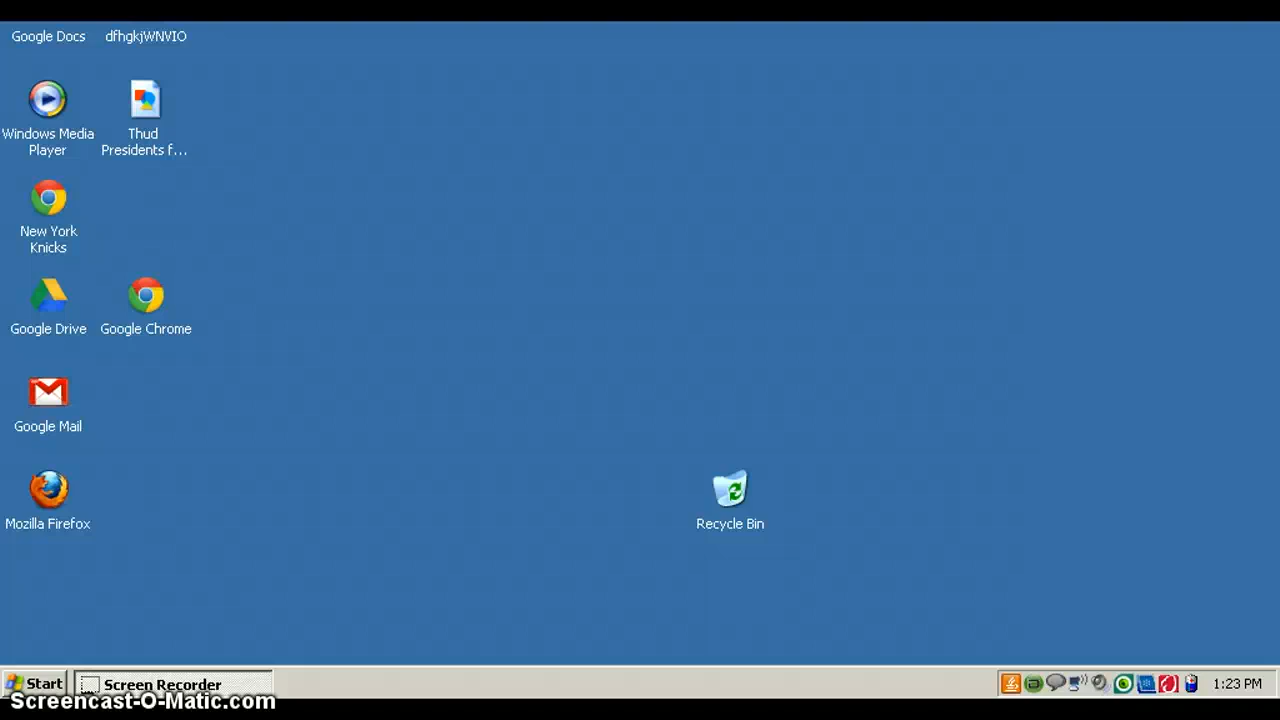 Google Docs
dfhgkjWNVIO
Windows Media
Player
Thud
Presidents f...
New York
Knicks
Google Drive
Google Chrome
Google Mail
Mozilla Firefox
Recycle Bin
Start
Screen Recorder
1:23 PM
Screencast-O-Matic.com